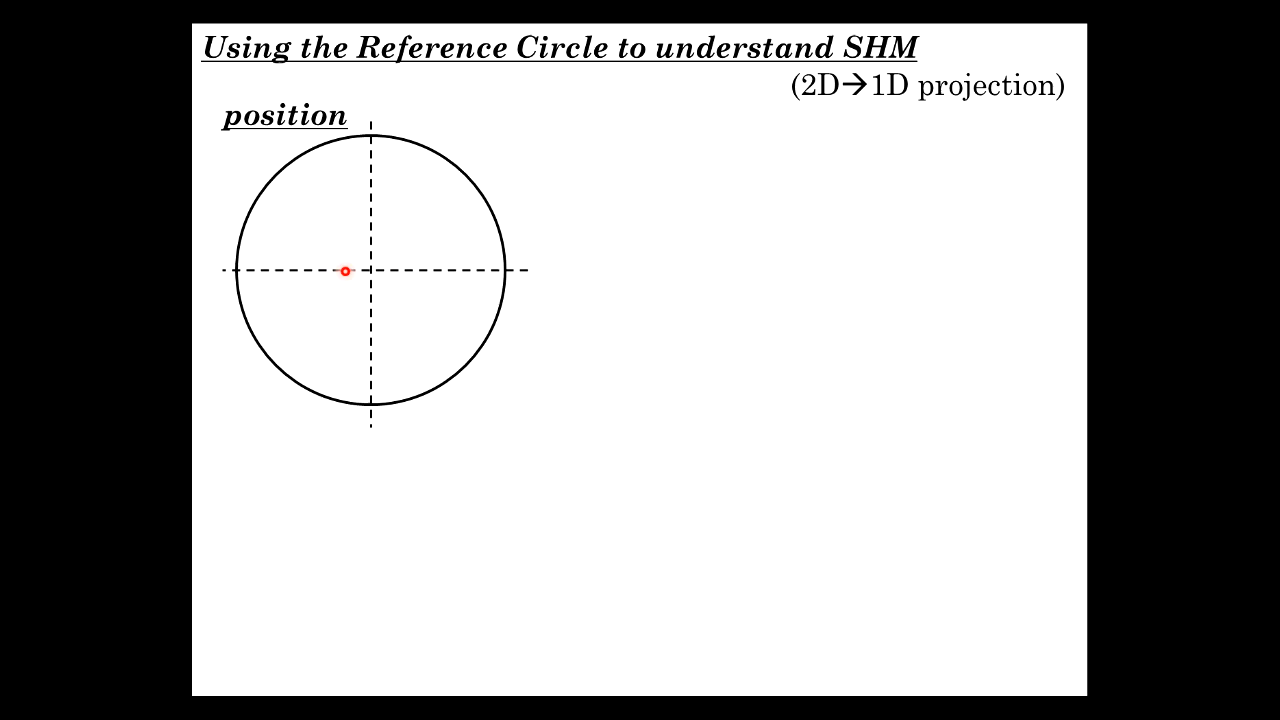 Using the Reference Circle to understand SHM
(2D→1D projection)
position